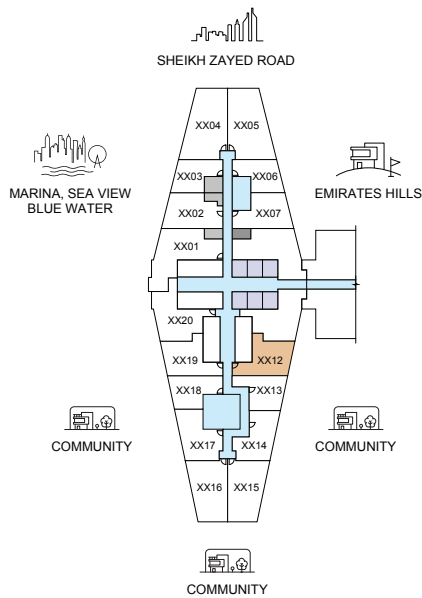 SHEIKH ZAYED ROAD
XX04 XX05
XX03 XX06
MARINA, SEA VIEW
BLUE WATER
EMIRATES HILLS
XX02 XX07
XX01
XX20
XX19 XX12
XX18 XX13
COMMUNITY
COMMUNITY
XX17 XX14
XX16 XX15
COMMUNITY